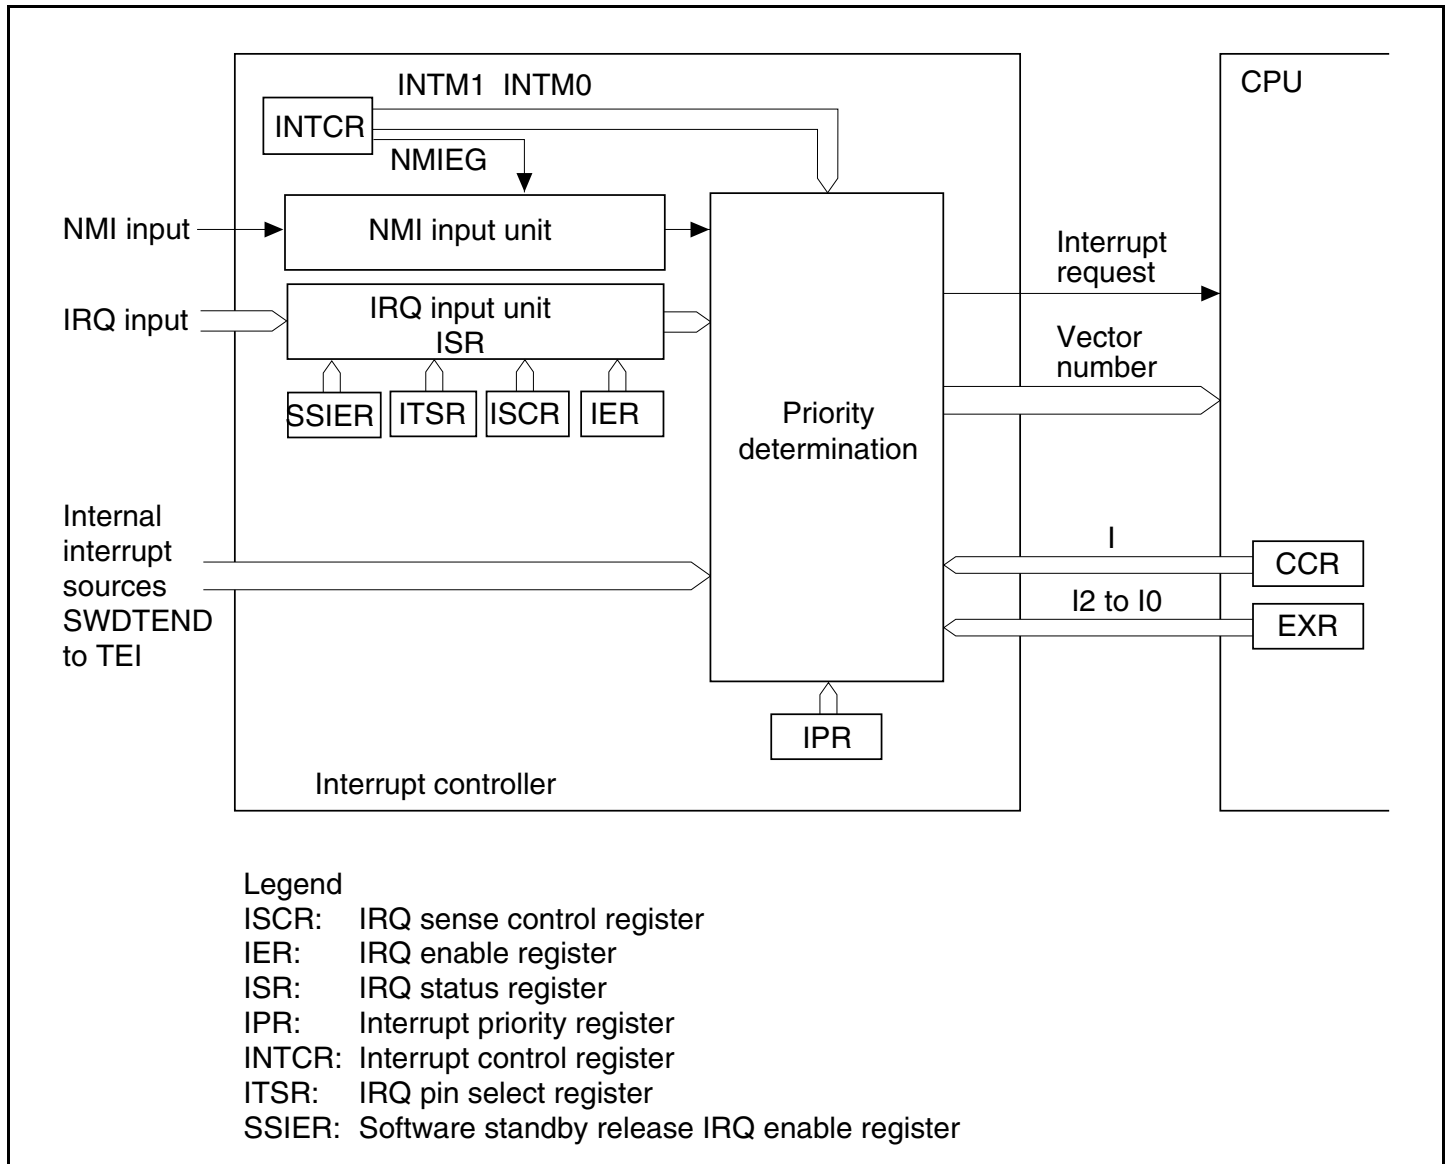 INTM1 INTM0
CPU
INTCR
NMIEG
NMI input
NMI input unit
Interrupt
request
IRQ input
IRQ input unit
ISR
Vector
number
SSIER
ITSR
ISCR
IER
Priority
determination
Internal
interrupt
sources
SWDTEND
to TEI
I
CCR
I2 to I0
EXR
IPR
Interrupt controller
Legend
ISCR: IRQ sense control register
IER: IRQ enable register
ISR: IRQ status register
IPR: Interrupt priority register
INTCR: Interrupt control register
ITSR: IRQ pin select register
SSIER: Software standby release IRQ enable register